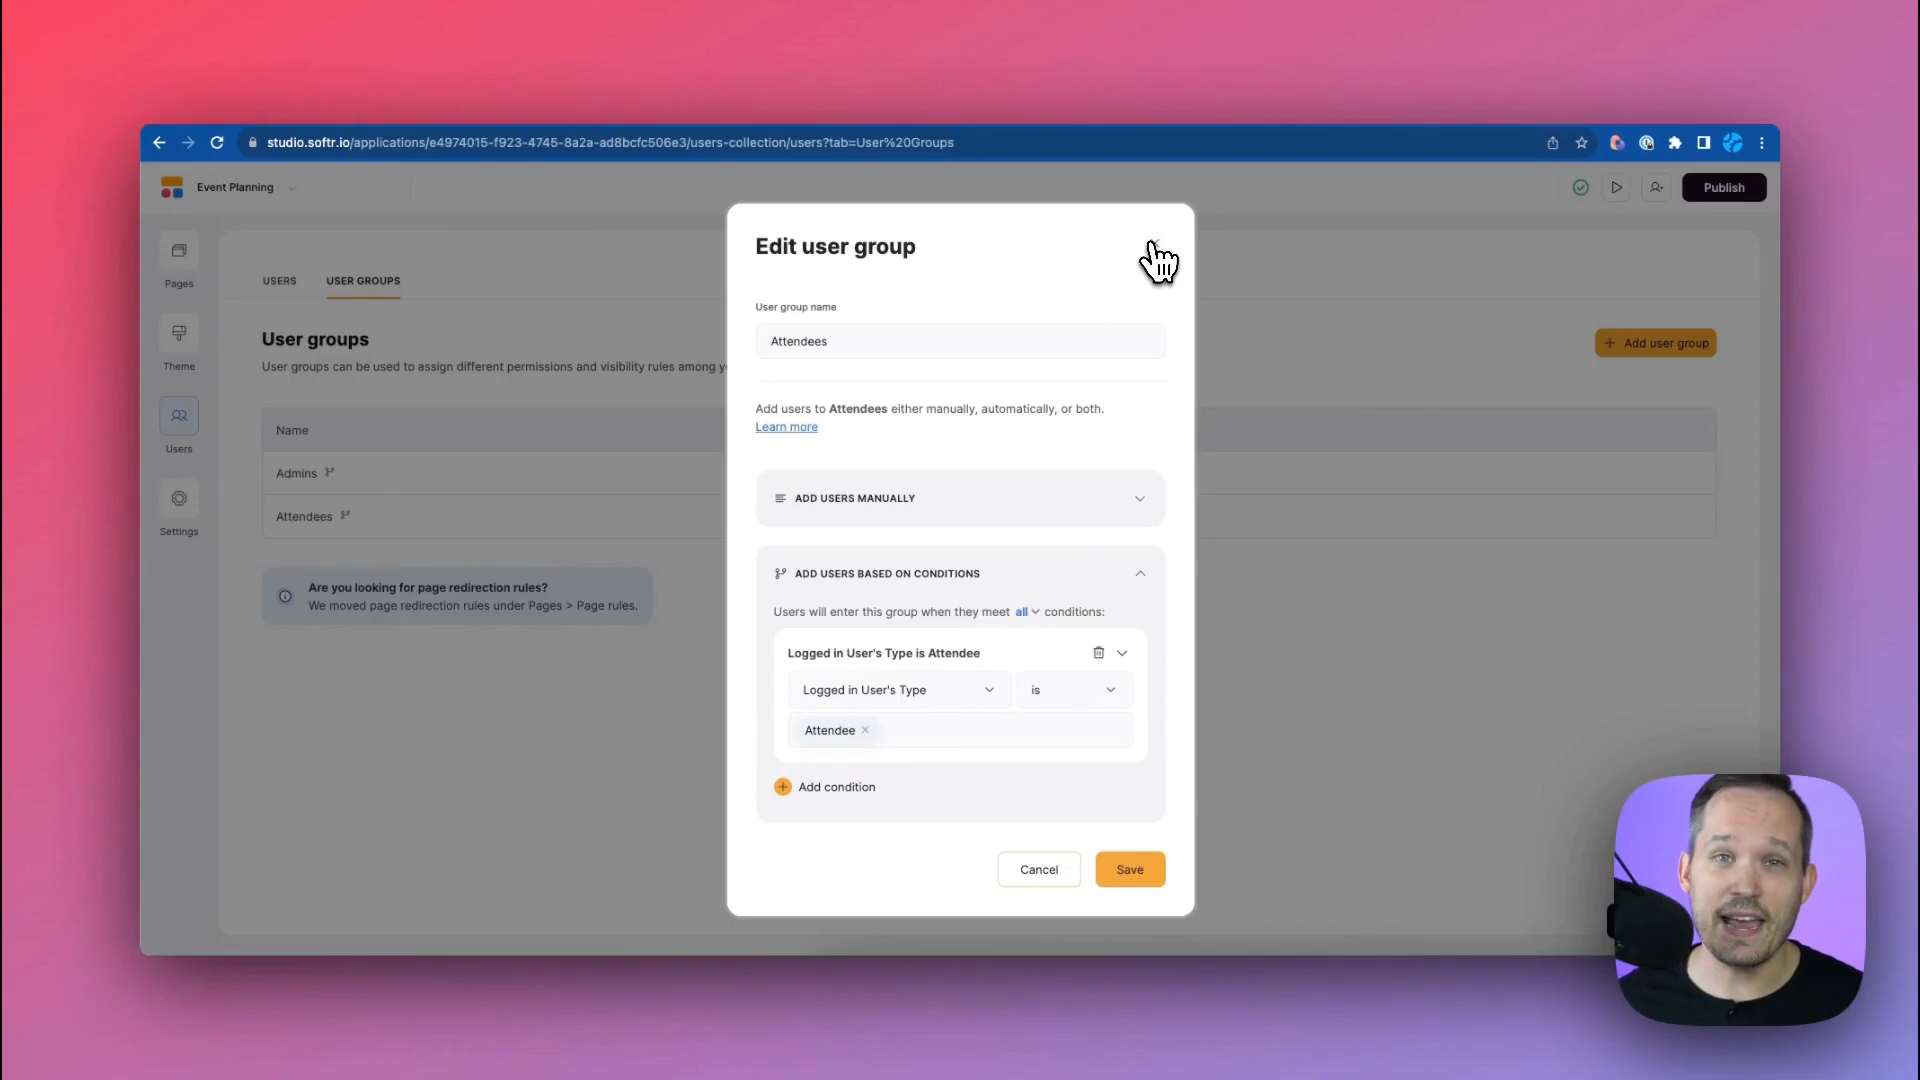 studio.softr.io/applications/e4974015-f923-4745-8a2a-ad8bcfc506e3/users-collection/users?tab=User%20Groups
Event Planning
Publish
Pages
Theme
Users
Settings
USERS
USER GROUPS
User groups
User groups can be used to assign different permissions and visibility rules among
Add user group
Name
Admins
Attendees
Are you looking for page redirection rules?
We moved page redirection rules under Pages > Page rules.
Edit user group
User group name
Attendees
Add users to Attendees either manually, automatically, or both.
Learn more
ADD USERS MANUALLY
ADD USERS BASED ON CONDITIONS
Users will enter this group when they meet all conditions:
Logged in User's Type is Attendee
Logged in User's Type
is
Attendee
Add condition
Cancel
Save